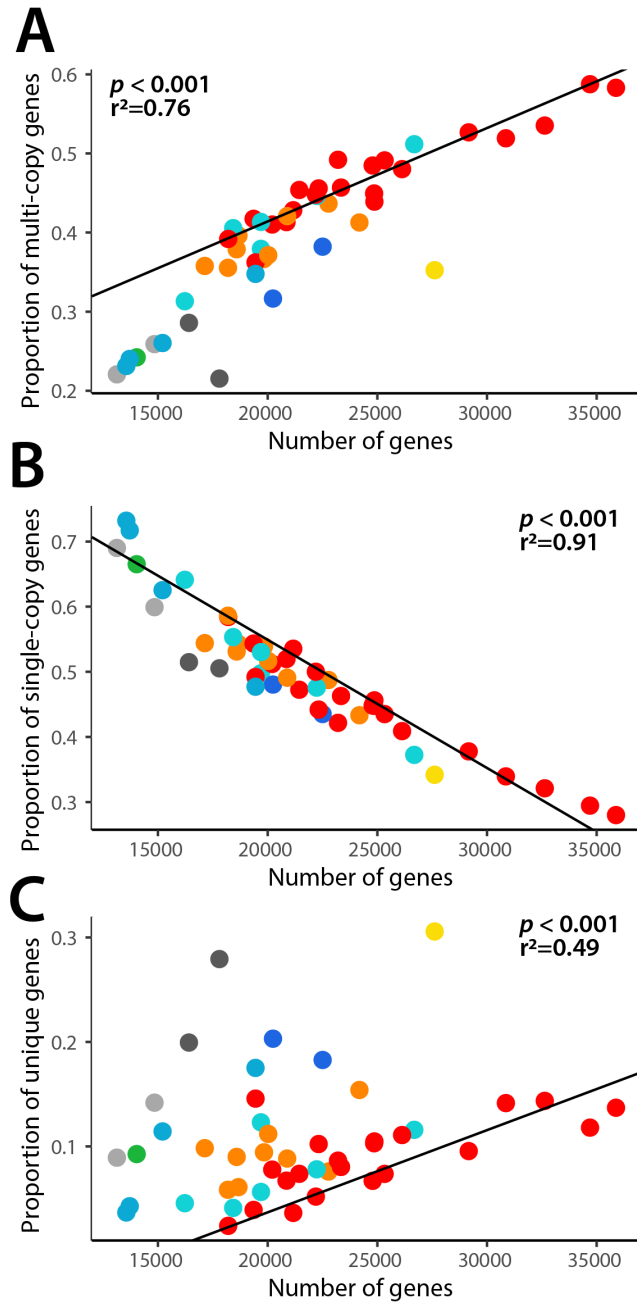 A
p < 0.001
r²=0.76
Proportion of multi-copy genes
0.6
0.5
0.4
0.3
0.2
15000 20000 25000 30000 35000
Number of genes
B
p < 0.001
r²=0.91
Proportion of single-copy genes
0.7
0.6
0.5
0.4
0.3
15000 20000 25000 30000 35000
Number of genes
C
p < 0.001
r²=0.49
Proportion of unique genes
0.3
0.2
0.1
15000 20000 25000 30000 35000
Number of genes